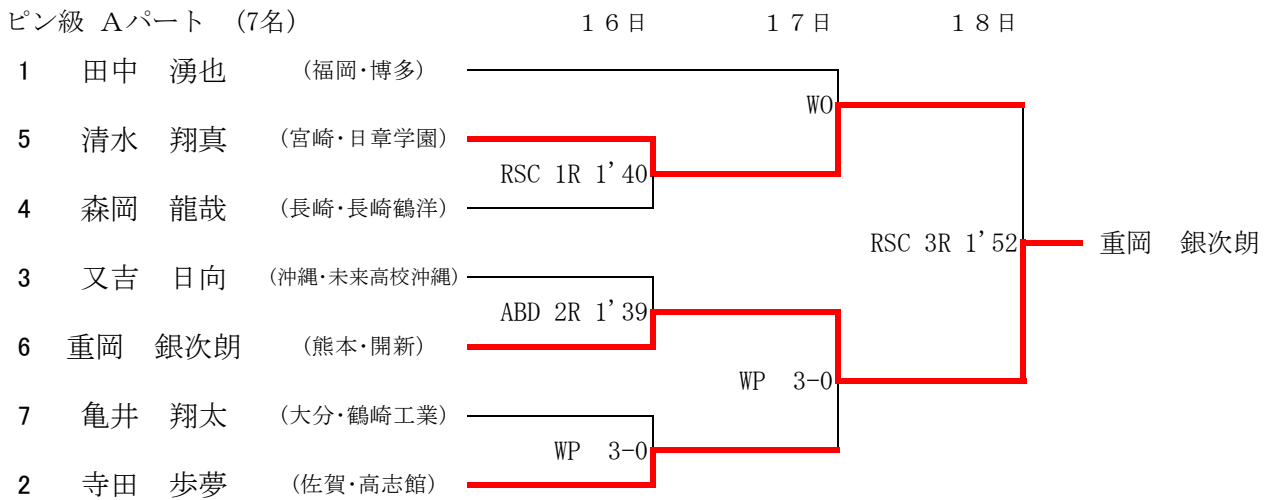 ピン級 Aパート (7名) 16日 17日 18日
1 田中 湧也 (福岡・博多)
WO
5 清水 翔真 (宮崎・日章学園)
RSC 1R 1'40
4 森岡 龍哉 (長崎・長崎鶴洋)
RSC 3R 1'52 重岡 銀次朗
3 又吉 日向 (沖縄・未来高校沖縄)
ABD 2R 1'39
6 重岡 銀次朗 (熊本・開新)
WP 3-0
7 亀井 翔太 (大分・鶴崎工業)
WP 3-0
2 寺田 歩夢 (佐賀・高志館)